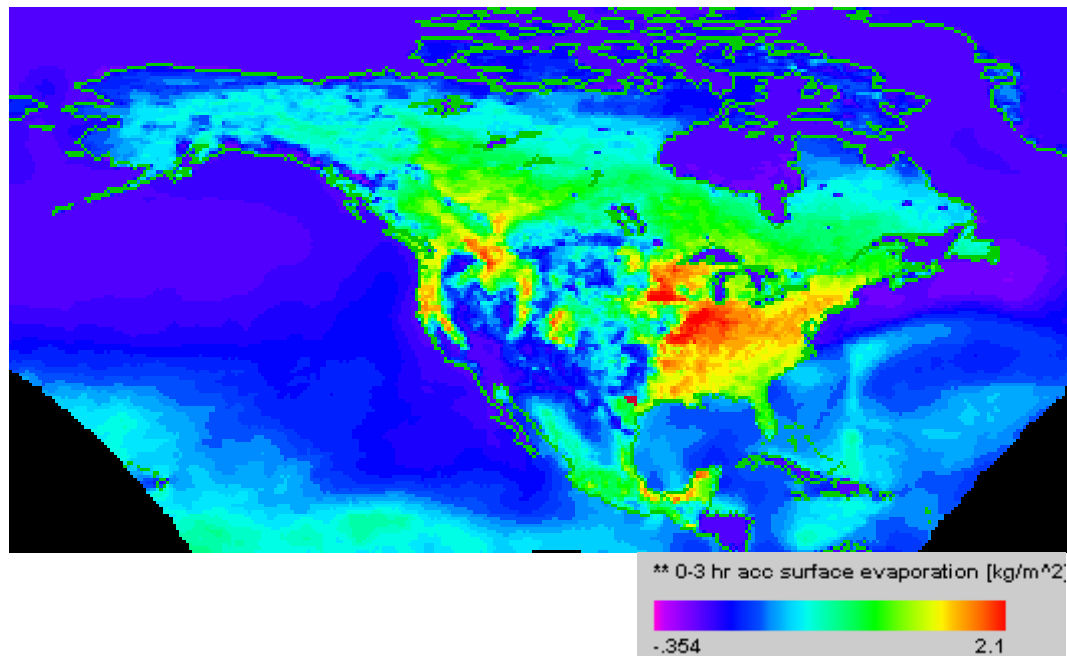 ** 0-3 hr acc surface evaporation [kg/m^2]
-.354 2.1